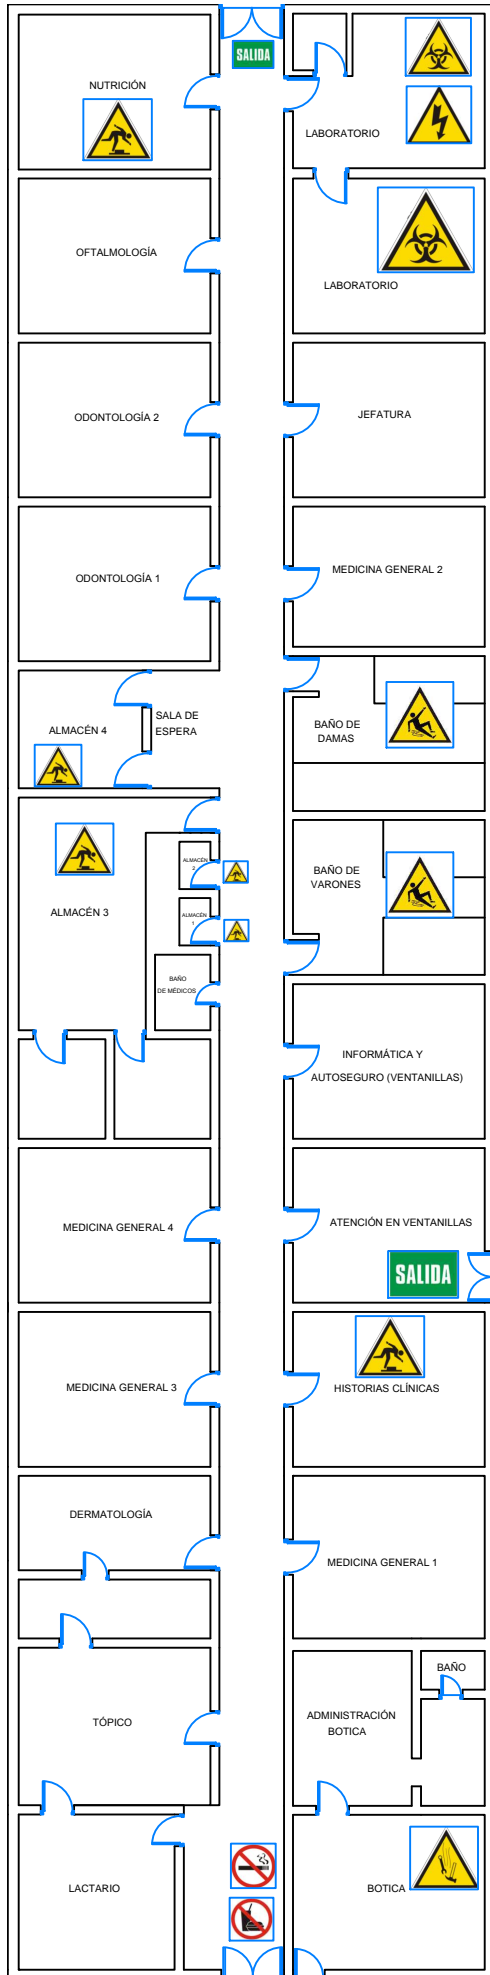 SALIDA
NUTRICIÓN
LABORATORIO
OFTALMOLOGÍA
LABORATORIO
ODONTOLOGÍA 2
JEFATURA
ODONTOLOGÍA 1
MEDICINA GENERAL 2
ALMACÉN 4
SALA DE
ESPERA
BAÑO DE
DAMAS
ALMACÉN 3
ALMACÉN
2
ALMACÉN
1
BAÑO DE
VARONES
BAÑO
DE MÉDICOS
INFORMÁTICA Y
AUTOSEGURO (VENTANILLAS)
MEDICINA GENERAL 4
ATENCIÓN EN VENTANILLAS
SALIDA
MEDICINA GENERAL 3
HISTORIAS CLÍNICAS
DERMATOLOGÍA
MEDICINA GENERAL 1
BAÑO
TÓPICO
ADMINISTRACIÓN
BOTICA
LACTARIO
BOTICA